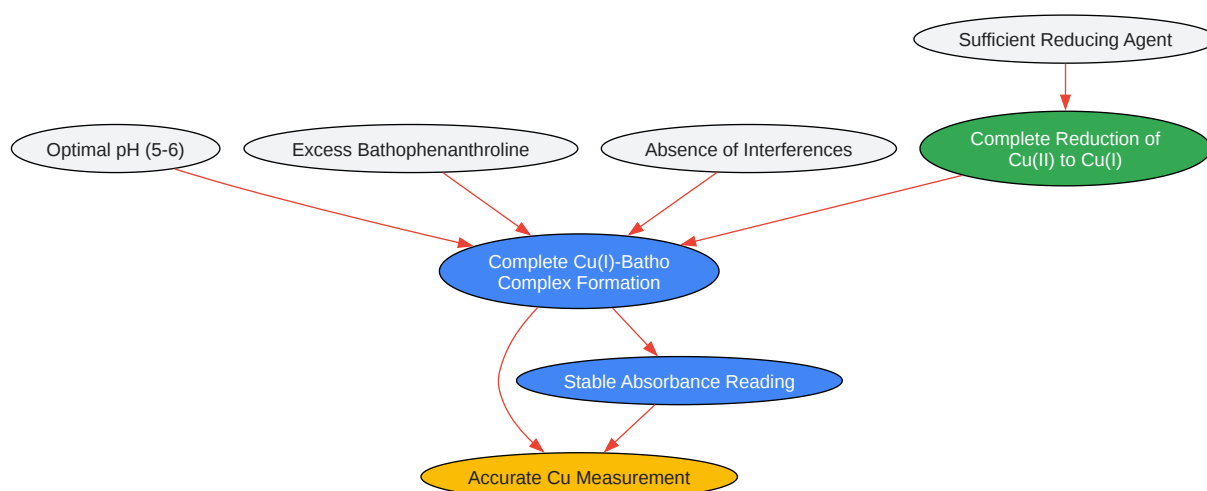 Sufficient Reducing Agent
Optimal pH (5-6)
Excess Bathophenanthroline
Absence of Interferences
Complete Reduction of
Cu(II) to Cu(I)
Complete Cu(I)-Batho
Complex Formation
Stable Absorbance Reading
Accurate Cu Measurement